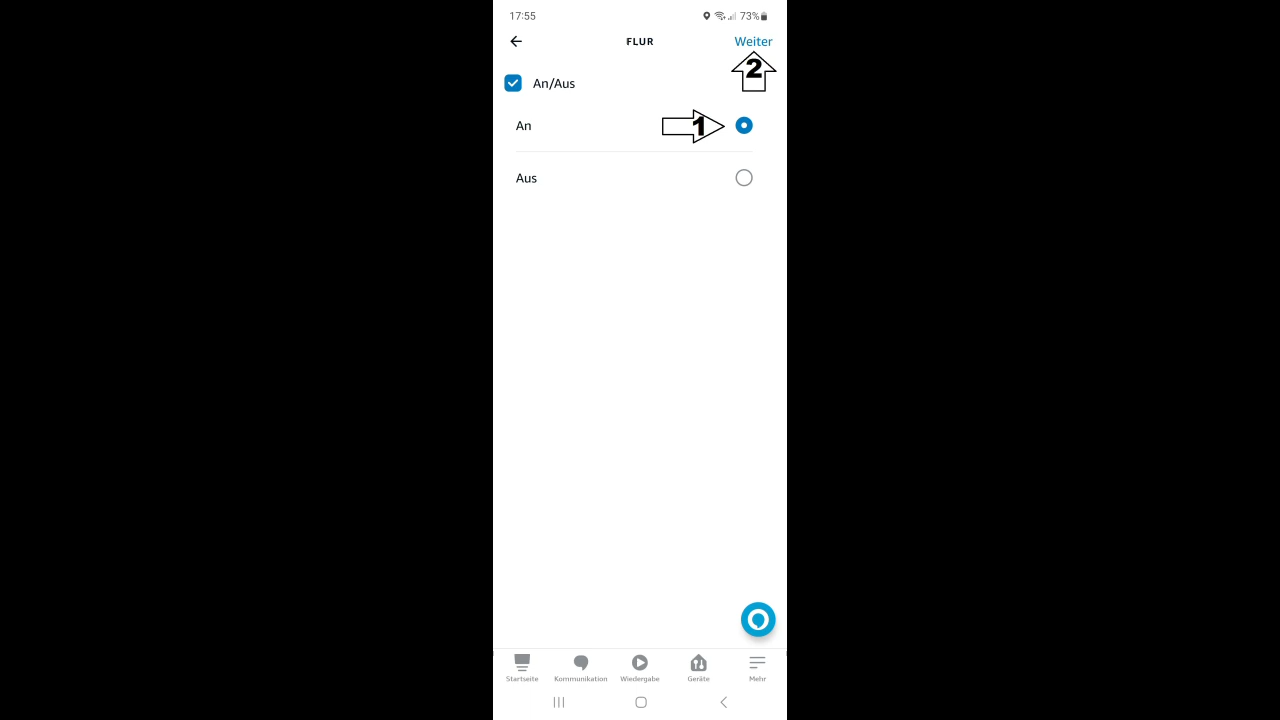 17:55
73%
FLUR
Weiter
2
An/Aus
An
1
Aus
Startseite
Kommunikation
Wiedergabe
Geräte
Mehr